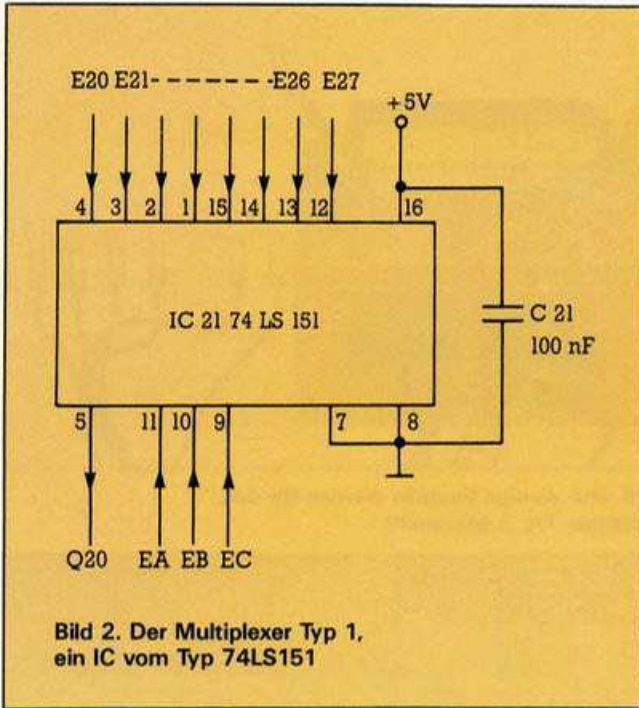 E20 E21- - - - - - - -E26 E27
+5V
4 3 2 1 15 14 13 12 16
IC 21 74 LS 151
C 21
100 nF
5 11 10 9 7 8
Q20 EA EB EC
Bild 2. Der Multiplexer Typ 1,
ein IC vom Typ 74LS151